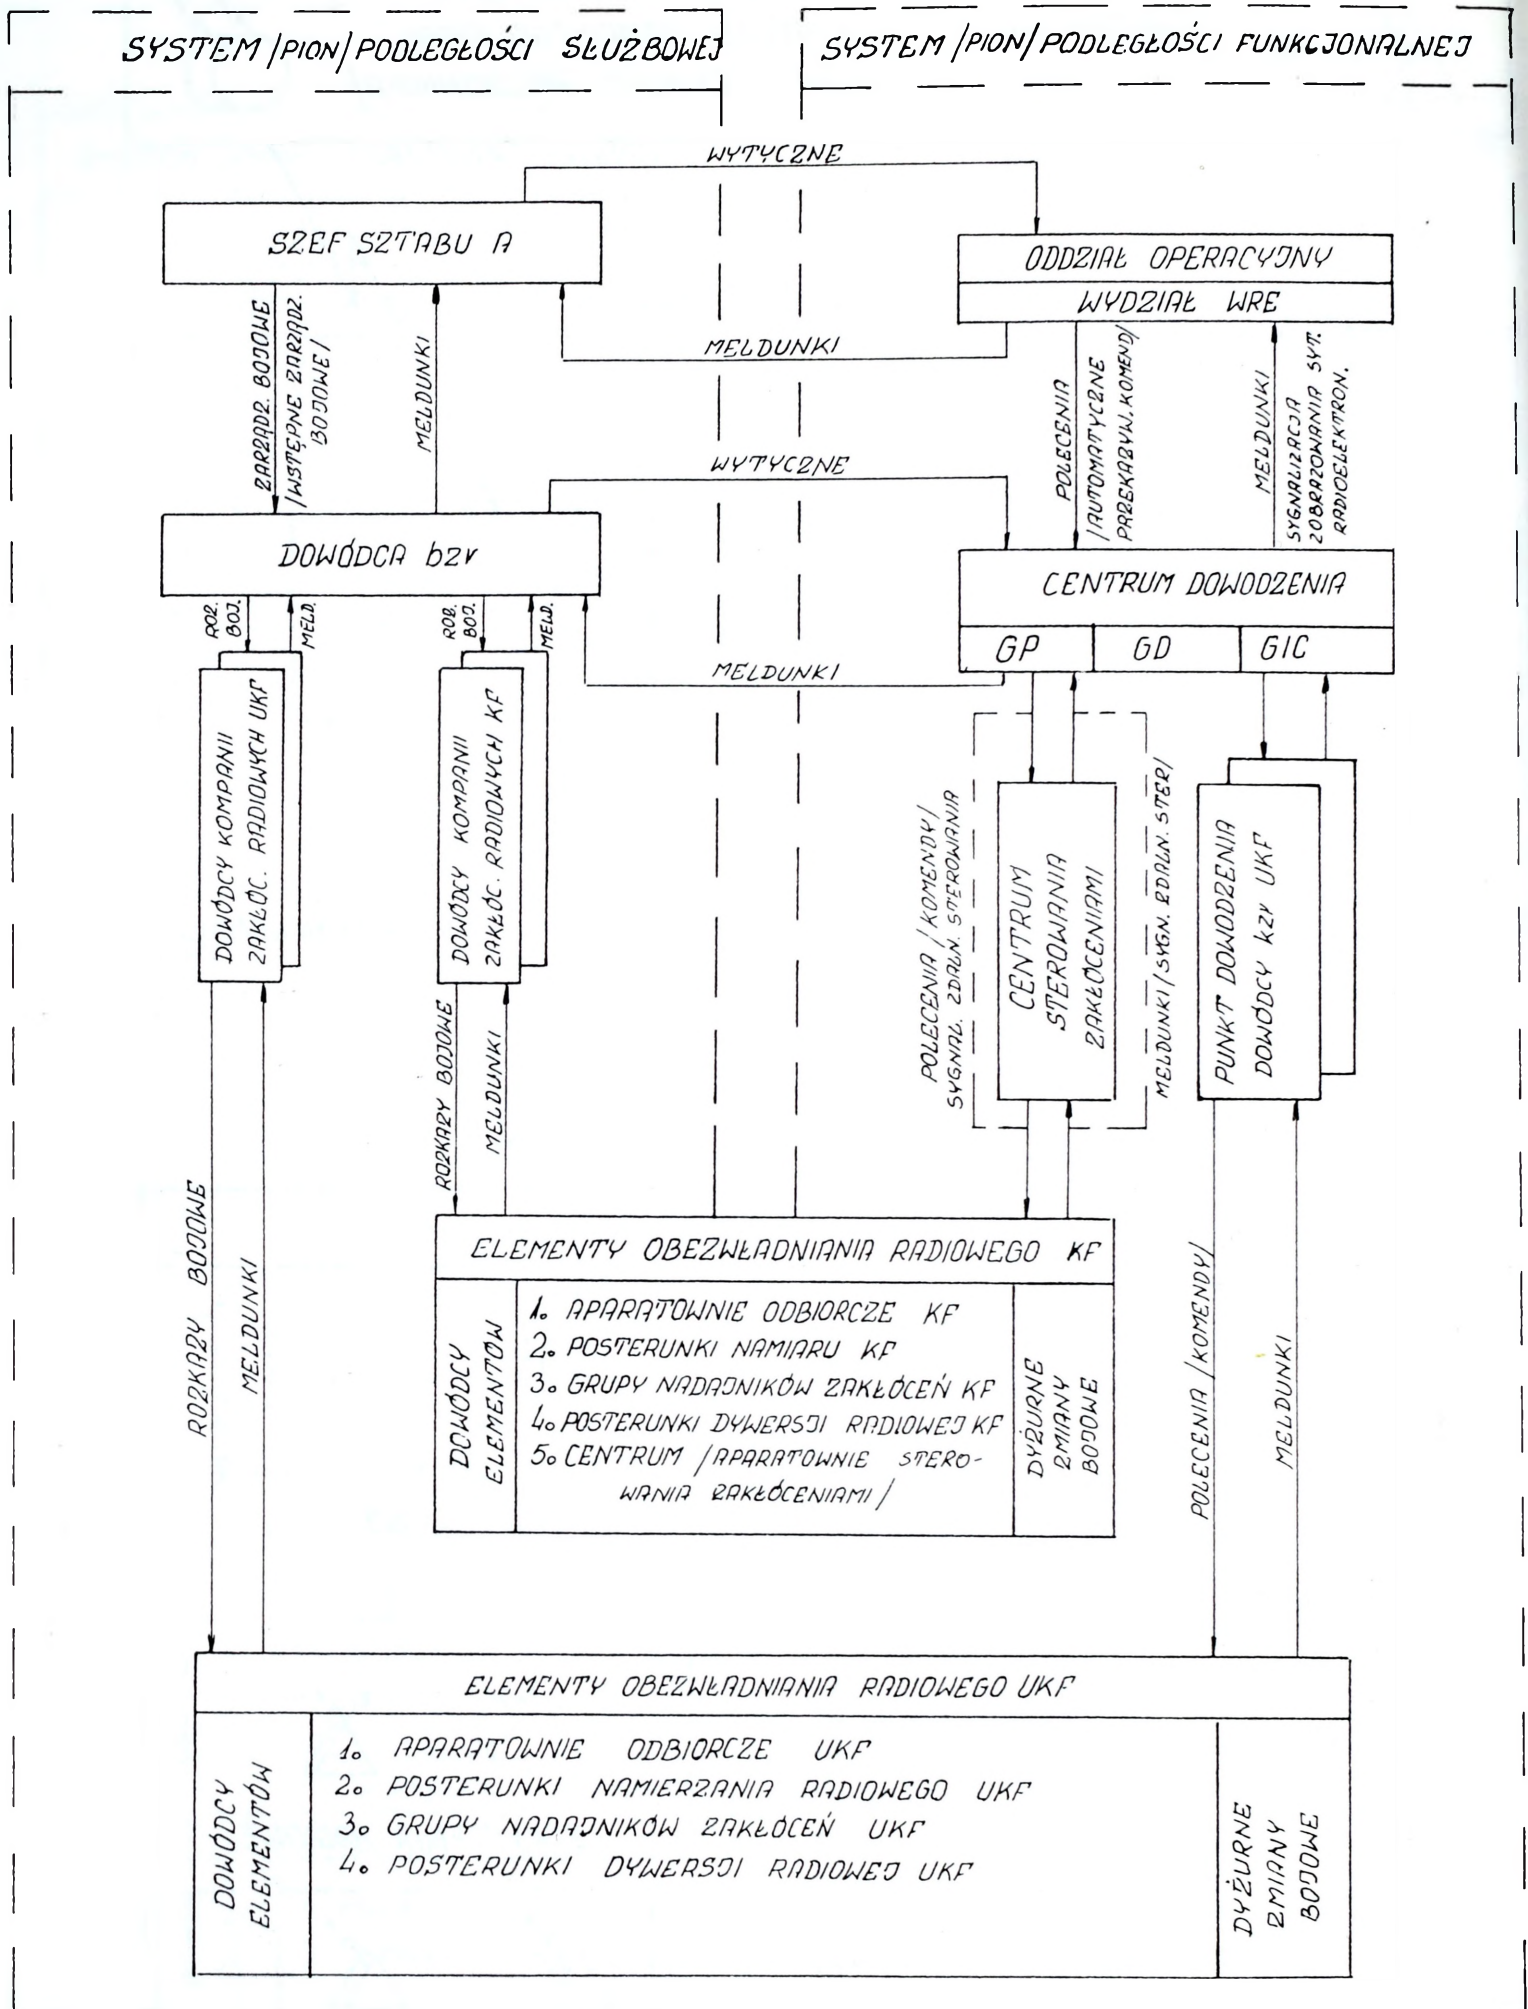 SYSTEM /PION/ PODLEGŁOŚCI SŁUŻBOWEJ
SYSTEM /PION/ PODLEGŁOŚCI FUNKCJONALNEJ
WYTYCZNE
SZEF SZTABU A
ODDZIAŁ OPERACYJNY
WYDZIAŁ WRE
MELDUNKI
ZARZĄDZ. BOJOWE
/WSTĘPNE ZARZĄDZ.
BOJOWE/
MELDUNKI
POLECENIA
/AUTOMATYCZNE
PRZEKAZYW. KOMEND/
MELDUNKI
SYGNALIZACJA
ZOBRAZOWANIA SYT.
RADIOELEKTRON.
WYTYCZNE
DOWÓDCA bzr
CENTRUM DOWODZENIA
GP
GD
GIC
ROZ.
BOJ.
MELD.
ROZ.
BOJ.
MELD.
MELDUNKI
DOWÓDCY KOMPANII
ZAKŁÓC. RADIOWYCH UKF
DOWÓDCY KOMPANII
ZAKŁÓC. RADIOWYCH KF
POLECENIA /KOMENDY/
SYGNAL. ZDALN. STEROWANIA
CENTRUM
STEROWANIA
ZAKŁÓCENIAMI
MELDUNKI /SYGN. ZDALN. STER/
PUNKT DOWODZENIA
DOWÓDCY kzr UKF
ROZKAZY BOJOWE
MELDUNKI
ROZKAZY BOJOWE
MELDUNKI
POLECENIA /KOMENDY/
MELDUNKI
ELEMENTY OBEZWŁADNIANIA RADIOWEGO KF
DOWÓDCY
ELEMENTÓW
1. APARATOWNIE ODBIORCZE KF
2. POSTERUNKI NAMIARU KF
3. GRUPY NADAJNIKÓW ZAKŁÓCEŃ KF
4. POSTERUNKI DYWERSJI RADIOWEJ KF
5. CENTRUM /APARATOWNIE STERO-
WANIA ZAKŁÓCENIAMI/
DYŻURNE
ZMIANY
BOJOWE
ELEMENTY OBEZWŁADNIANIA RADIOWEGO UKF
DOWÓDCY
ELEMENTÓW
1. APARATOWNIE ODBIORCZE UKF
2. POSTERUNKI NAMIERZANIA RADIOWEGO UKF
3. GRUPY NADAJNIKÓW ZAKŁÓCEŃ UKF
4. POSTERUNKI DYWERSJI RADIOWEJ UKF
DYŻURNE
ZMIANY
BOJOWE